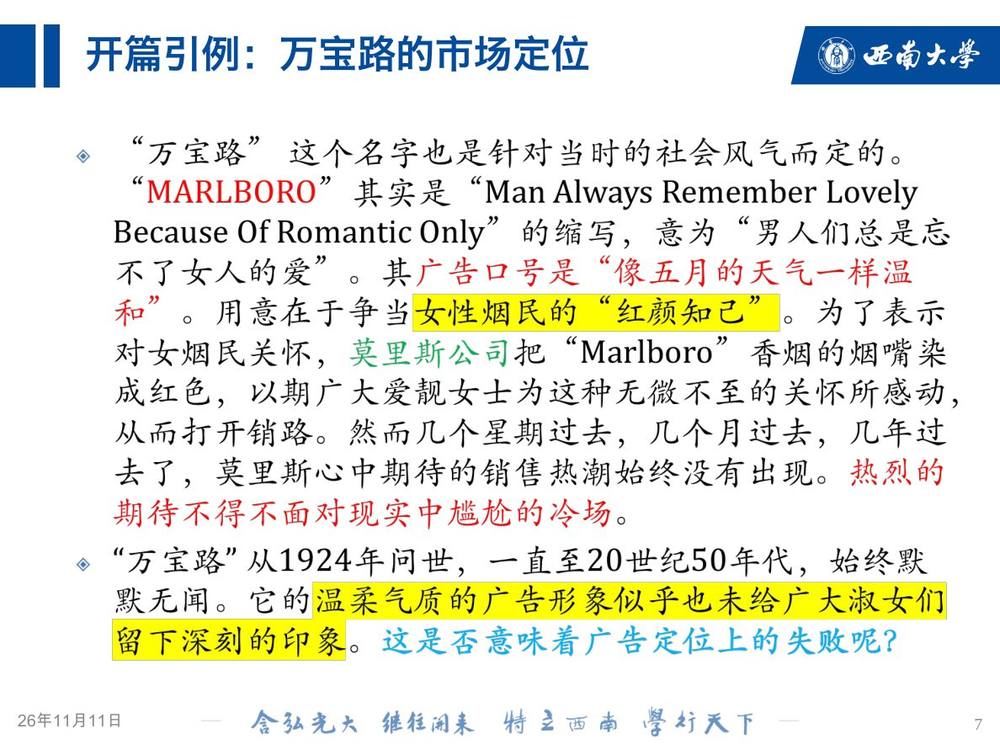 开篇引例：万宝路的市场定位
西南大学
“万宝路” 这个名字也是针对当时的社会风气而定的。
“MARLBORO”其实是“Man Always Remember Lovely
Because Of Romantic Only”的缩写，意为“男人们总是忘
不了女人的爱”。其广告口号是“像五月的天气一样温
和”。用意在于争当女性烟民的“红颜知己”。为了表示
对女烟民关怀，莫里斯公司把“Marlboro”香烟的烟嘴染
成红色，以期广大爱靓女士为这种无微不至的关怀所感动，
从而打开销路。然而几个星期过去，几个月过去，几年过
去了，莫里斯心中期待的销售热潮始终没有出现。热烈的
期待不得不面对现实中尴尬的冷场。
“万宝路” 从1924年问世，一直至20世纪50年代，始终默
默无闻。它的温柔气质的广告形象似乎也未给广大淑女们
留下深刻的印象。这是否意味着广告定位上的失败呢？
26年11月11日
含弘光大 继往开来 特立西南 学行天下
7